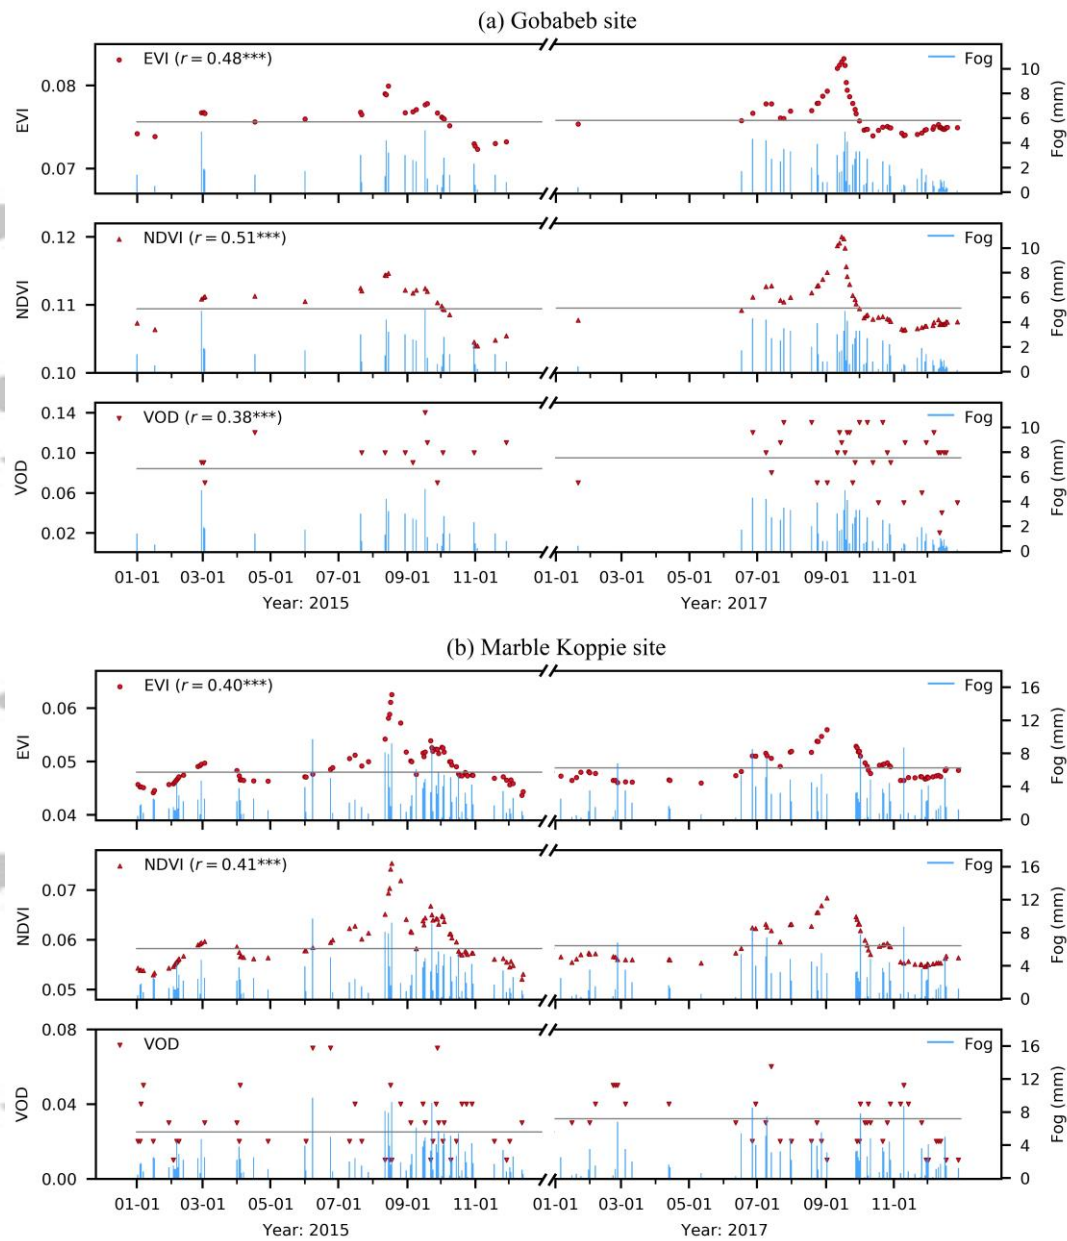 (a) Gobabeb site
EVI (r = 0.48***)
Fog
0.08
0.07
EVI
10
8
6
4
2
0
Fog (mm)
NDVI (r = 0.51***)
Fog
0.12
0.11
0.10
NDVI
10
8
6
4
2
0
Fog (mm)
VOD (r = 0.38***)
Fog
0.14
0.10
0.06
0.02
VOD
10
8
6
4
2
0
Fog (mm)
01-01 03-01 05-01 07-01 09-01 11-01 01-01 03-01 05-01 07-01 09-01 11-01
Year: 2015 Year: 2017
(b) Marble Koppie site
EVI (r = 0.40***)
Fog
0.06
0.05
0.04
EVI
16
12
8
4
0
Fog (mm)
NDVI (r = 0.41***)
Fog
0.07
0.06
0.05
NDVI
16
12
8
4
0
Fog (mm)
VOD
Fog
0.08
0.04
0.00
VOD
16
12
8
4
0
Fog (mm)
01-01 03-01 05-01 07-01 09-01 11-01 01-01 03-01 05-01 07-01 09-01 11-01
Year: 2015 Year: 2017